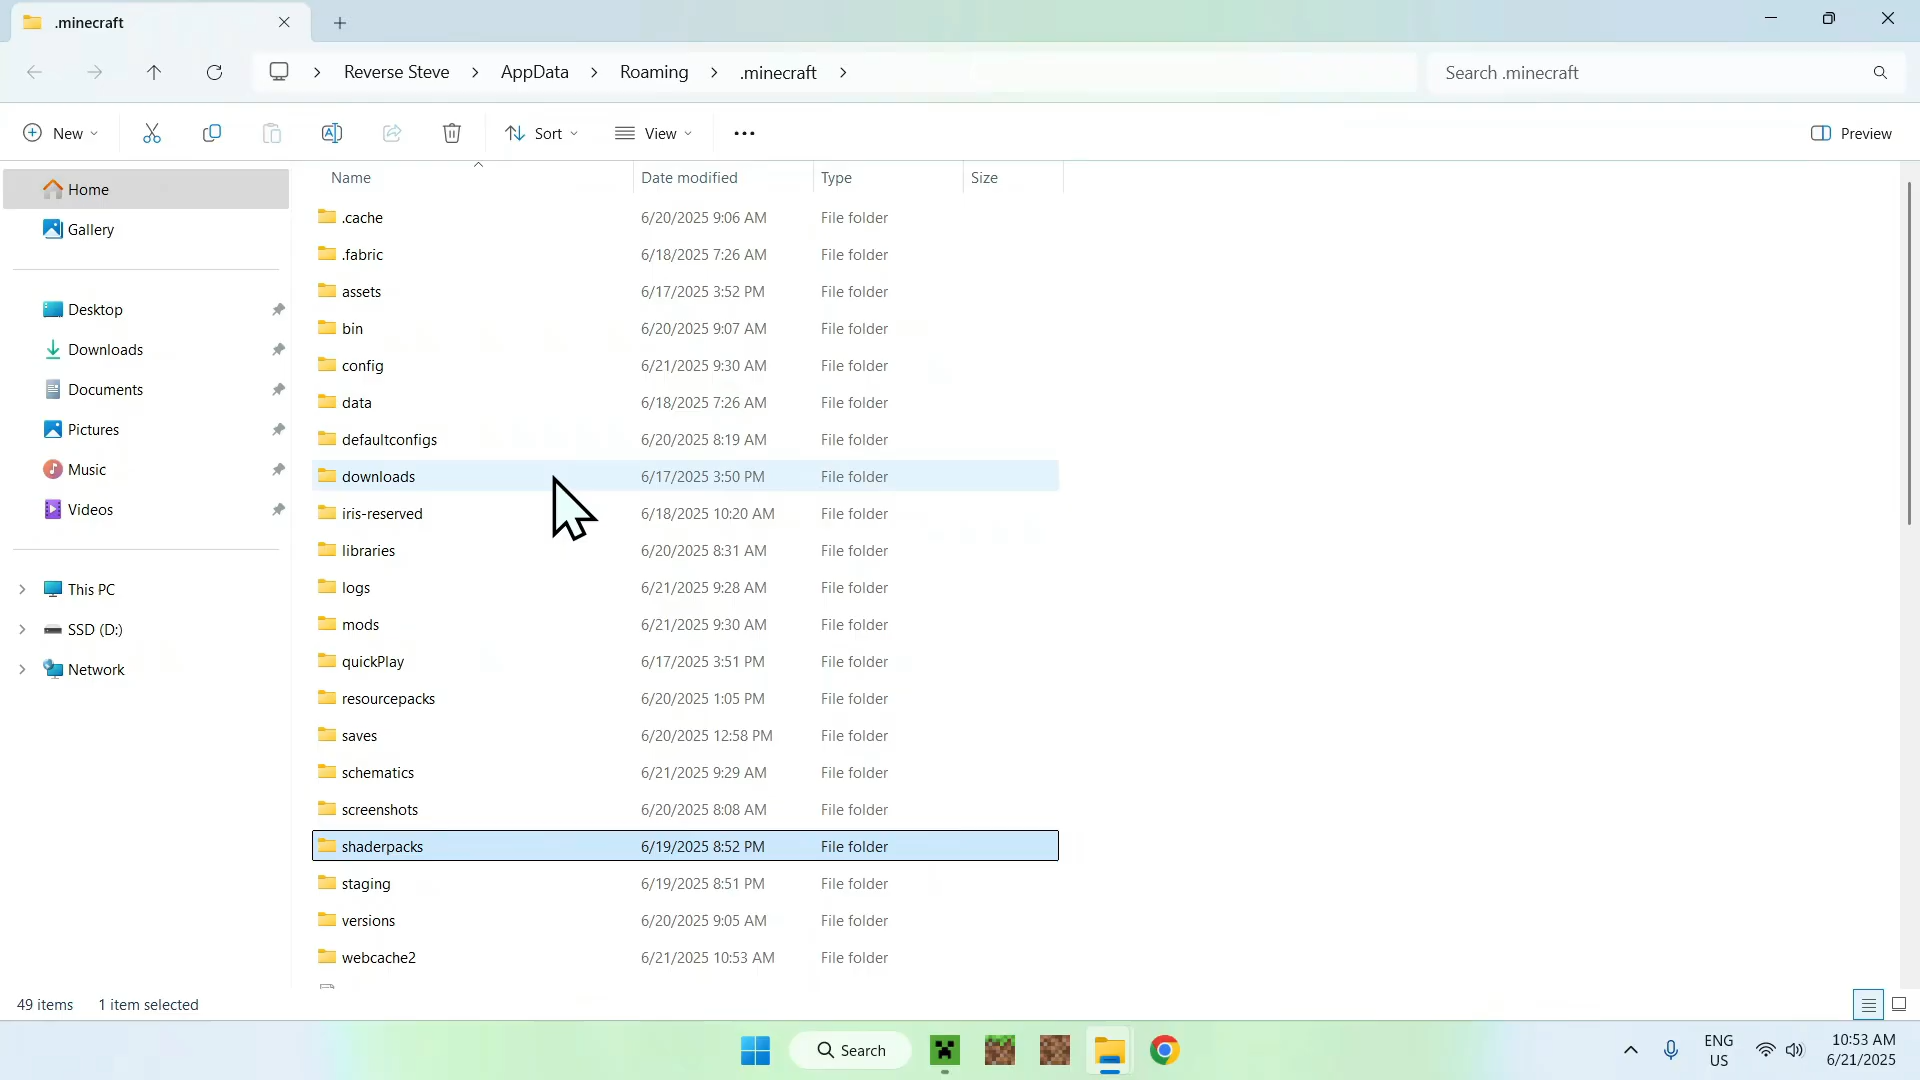 .minecraft
Reverse Steve > AppData > Roaming > .minecraft >
Search .minecraft
New
Sort
View
Preview
Name Date modified Type Size
Home
Gallery
Desktop
Downloads
Documents
Pictures
Music
Videos
This PC
SSD (D:)
Network
.cache 6/20/2025 9:06 AM File folder
.fabric 6/18/2025 7:26 AM File folder
assets 6/17/2025 3:52 PM File folder
bin 6/20/2025 9:07 AM File folder
config 6/21/2025 9:30 AM File folder
data 6/18/2025 7:26 AM File folder
defaultconfigs 6/20/2025 8:19 AM File folder
downloads 6/17/2025 3:50 PM File folder
iris-reserved 6/18/2025 10:20 AM File folder
libraries 6/20/2025 8:31 AM File folder
logs 6/21/2025 9:28 AM File folder
mods 6/21/2025 9:30 AM File folder
quickPlay 6/17/2025 3:51 PM File folder
resourcepacks 6/20/2025 1:05 PM File folder
saves 6/20/2025 12:58 PM File folder
schematics 6/21/2025 9:29 AM File folder
screenshots 6/20/2025 8:08 AM File folder
shaderpacks 6/19/2025 8:52 PM File folder
staging 6/19/2025 8:51 PM File folder
versions 6/20/2025 9:05 AM File folder
webcache2 6/21/2025 10:53 AM File folder
49 items 1 item selected
Search
ENG
US
10:53 AM
6/21/2025